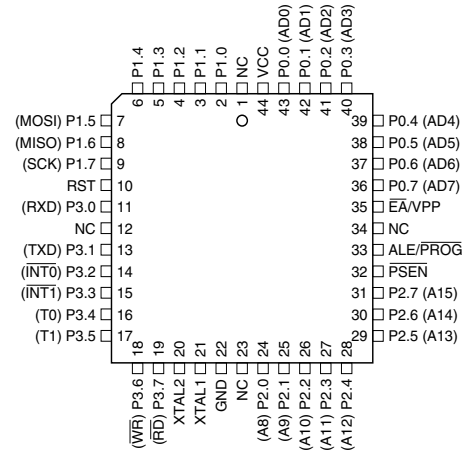 P1.4
P1.3
P1.2
P1.1
P1.0
NC
VCC
P0.0 (AD0)
P0.1 (AD1)
P0.2 (AD2)
P0.3 (AD3)
6
5
4
3
2
1
44
43
42
41
40
(MOSI) P1.5 7
(MISO) P1.6 8
(SCK) P1.7 9
RST 10
(RXD) P3.0 11
NC 12
(TXD) P3.1 13
(INT0) P3.2 14
(INT1) P3.3 15
(T0) P3.4 16
(T1) P3.5 17
39 P0.4 (AD4)
38 P0.5 (AD5)
37 P0.6 (AD6)
36 P0.7 (AD7)
35 EA/VPP
34 NC
33 ALE/PROG
32 PSEN
31 P2.7 (A15)
30 P2.6 (A14)
29 P2.5 (A13)
18
19
20
21
22
23
24
25
26
27
28
(WR) P3.6
(RD) P3.7
XTAL2
XTAL1
GND
NC
(A8) P2.0
(A9) P2.1
(A10) P2.2
(A11) P2.3
(A12) P2.4